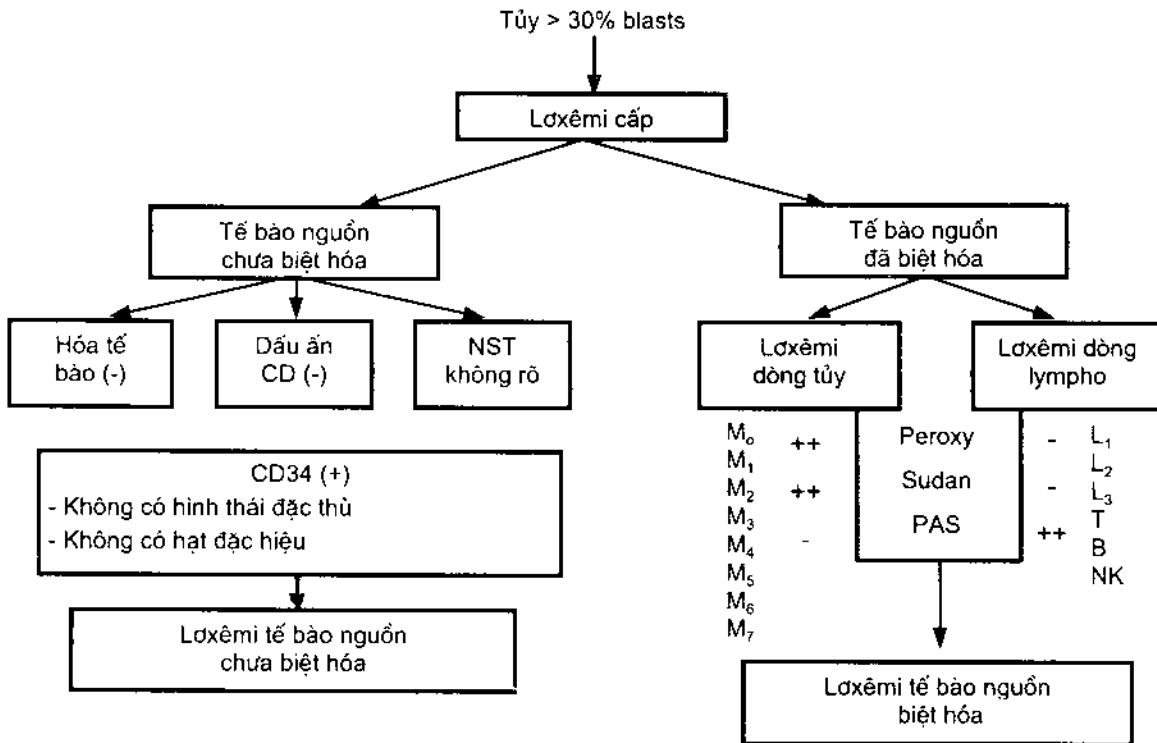 Tủy > 30% blasts
Lơxêmi cấp
Tế bào nguồn
chưa biệt hóa
Tế bào nguồn
đã biệt hóa
Hóa tế
bào (-)
Dấu ấn
CD (-)
NST
không rõ
Lơxêmi
dòng tủy
Lơxêmi dòng
lympho
CD34 (+)
- Không có hình thái đặc thù
- Không có hạt đặc hiệu
Lơxêmi tế bào nguồn
chưa biệt hóa
M₀
M₁
M₂
M₃
M₄
M₅
M₆
M₇
++ Peroxy -
++ Sudan -
- PAS ++
L₁
L₂
L₃
T
B
NK
Lơxêmi tế bào nguồn
biệt hóa